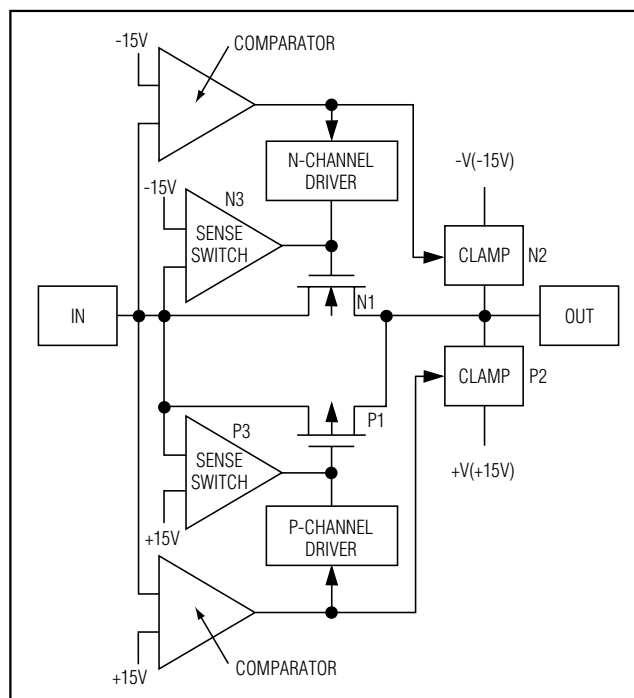 -15V
COMPARATOR
N-CHANNEL
DRIVER
-V(-15V)
-15V
N3
SENSE
SWITCH
CLAMP
N2
IN
N1
OUT
CLAMP
P2
P1
P3
SENSE
SWITCH
+V(+15V)
+15V
P-CHANNEL
DRIVER
+15V
COMPARATOR